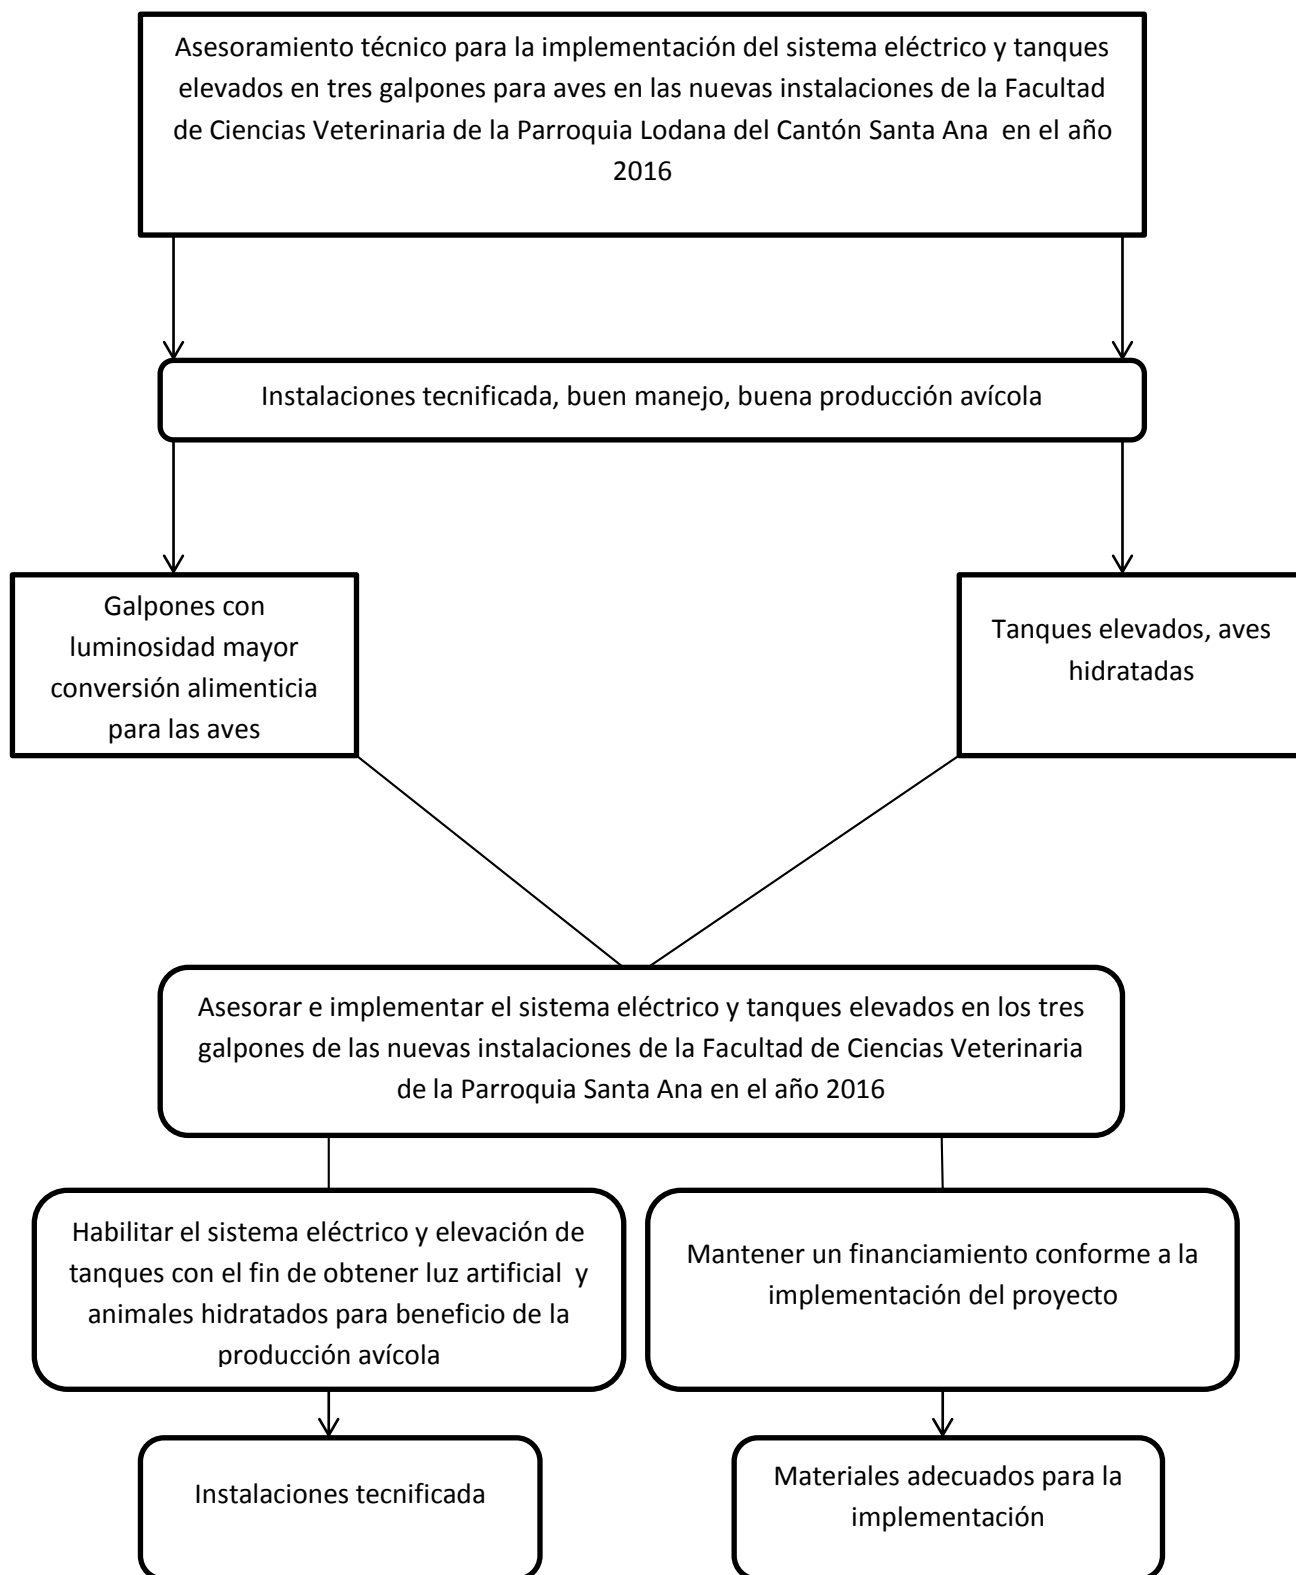 Asesoramiento técnico para la implementación del sistema eléctrico y tanques
elevados en tres galpones para aves en las nuevas instalaciones de la Facultad
de Ciencias Veterinaria de la Parroquia Lodana del Cantón Santa Ana  en el año
2016
Instalaciones tecnificada, buen manejo, buena producción avícola
Galpones con
luminosidad mayor
conversión alimenticia
para las aves
Tanques elevados, aves
hidratadas
Asesorar e implementar el sistema eléctrico y tanques elevados en los tres
galpones de las nuevas instalaciones de la Facultad de Ciencias Veterinaria
de la Parroquia Santa Ana en el año 2016
Habilitar el sistema eléctrico y elevación de
tanques con el fin de obtener luz artificial  y
animales hidratados para beneficio de la
producción avícola
Mantener un financiamiento conforme a la
implementación del proyecto
Instalaciones tecnificada
Materiales adecuados para la
implementación